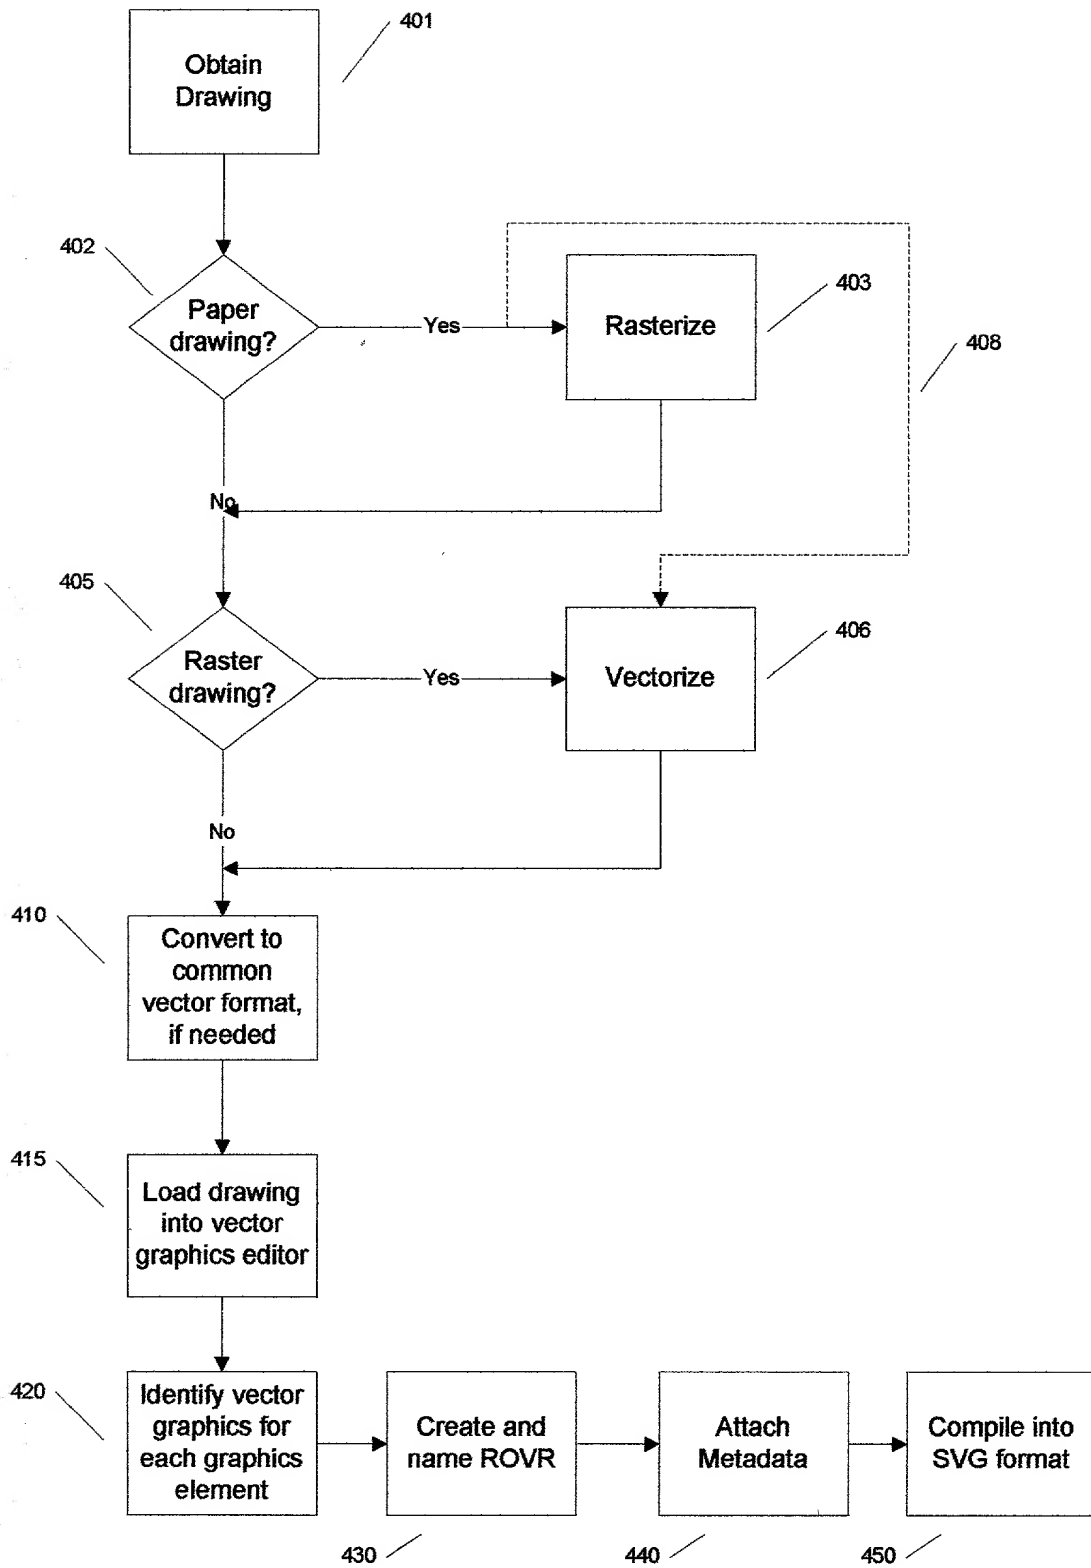 401
Obtain
Drawing
402
Paper
drawing?
Yes
Rasterize
403
408
No
405
Raster
drawing?
Yes
Vectorize
406
No
410
Convert to
common
vector format,
if needed
415
Load drawing
into vector
graphics editor
420
Identify vector
graphics for
each graphics
element
Create and
name ROVR
Attach
Metadata
Compile into
SVG format
430
440
450